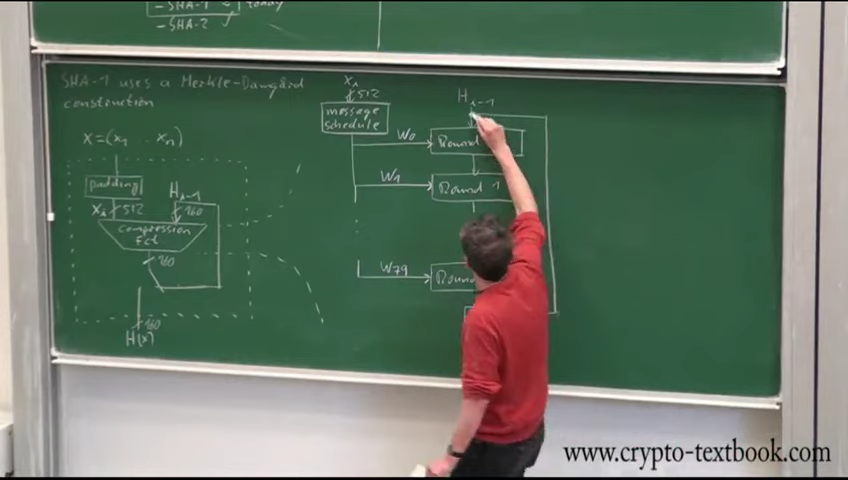 - SHA-1 today
- SHA-2
SHA-1 uses a Merkle-Damgård
construction
X=(x1 .. xn)
padding
xi 512
Hi-1
160
compression
fct
160
160
H(x)
xi
512
message
schedule
Hi-1
W0
Round
W1
Round 1
W79
Round
www.crypto-textbook.com